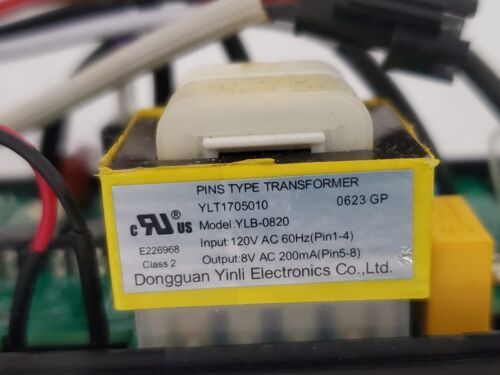 PINS TYPE TRANSFORMER
YLT1705010 0623 GP
Model:YLB-0820
Input:120V AC 60Hz(Pin1-4)
Output:8V AC 200mA(Pin5-8)
c RU ® us
E226968
Class 2
Dongguan Yinli Electronics Co.,Ltd.